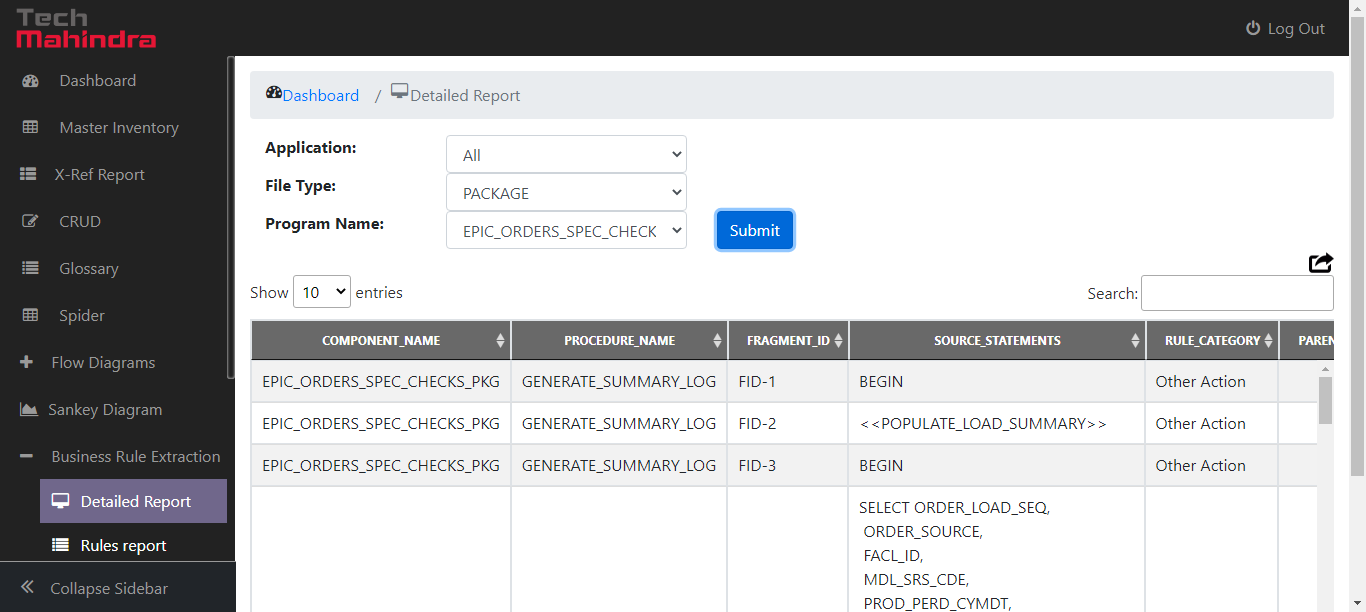 Tech
Mahindra
Log Out
Dashboard
Master Inventory
X-Ref Report
CRUD
Glossary
Spider
Flow Diagrams
Sankey Diagram
Business Rule Extraction
Detailed Report
Rules report
Collapse Sidebar
Dashboard / Detailed Report
Application: All
File Type: PACKAGE
Program Name: EPIC_ORDERS_SPEC_CHECK Submit
Show 10 entries Search:
COMPONENT_NAME PROCEDURE_NAME FRAGMENT_ID SOURCE_STATEMENTS RULE_CATEGORY PAREN
EPIC_ORDERS_SPEC_CHECKS_PKG GENERATE_SUMMARY_LOG FID-1 BEGIN Other Action
EPIC_ORDERS_SPEC_CHECKS_PKG GENERATE_SUMMARY_LOG FID-2 <<POPULATE_LOAD_SUMMARY>> Other Action
EPIC_ORDERS_SPEC_CHECKS_PKG GENERATE_SUMMARY_LOG FID-3 BEGIN Other Action
SELECT ORDER_LOAD_SEQ,
ORDER_SOURCE,
FACL_ID,
MDL_SRS_CDE,
PROD_PERD_CYMDT,